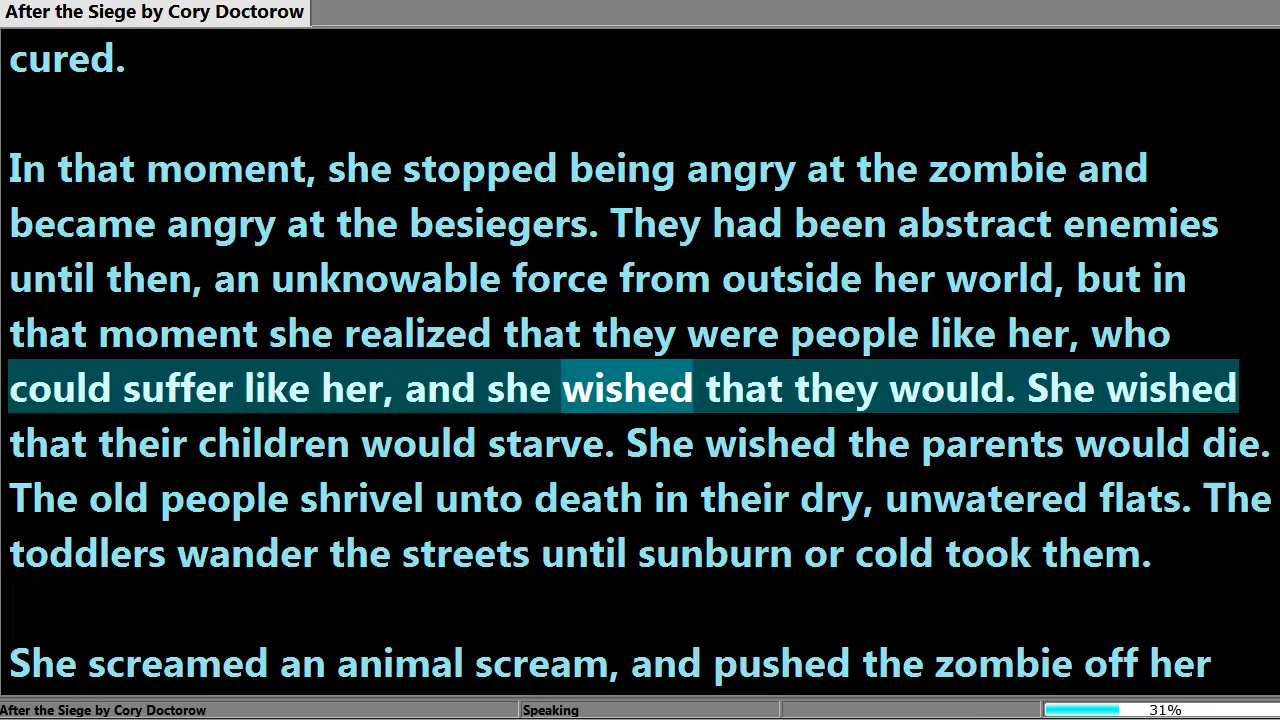 After the Siege by Cory Doctorow
cured.
In that moment, she stopped being angry at the zombie and
became angry at the besiegers. They had been abstract enemies
until then, an unknowable force from outside her world, but in
that moment she realized that they were people like her, who
could suffer like her, and she wished that they would. She wished
that their children would starve. She wished the parents would die.
The old people shrivel unto death in their dry, unwatered flats. The
toddlers wander the streets until sunburn or cold took them.
She screamed an animal scream, and pushed the zombie off her
After the Siege by Cory Doctorow
Speaking
31%